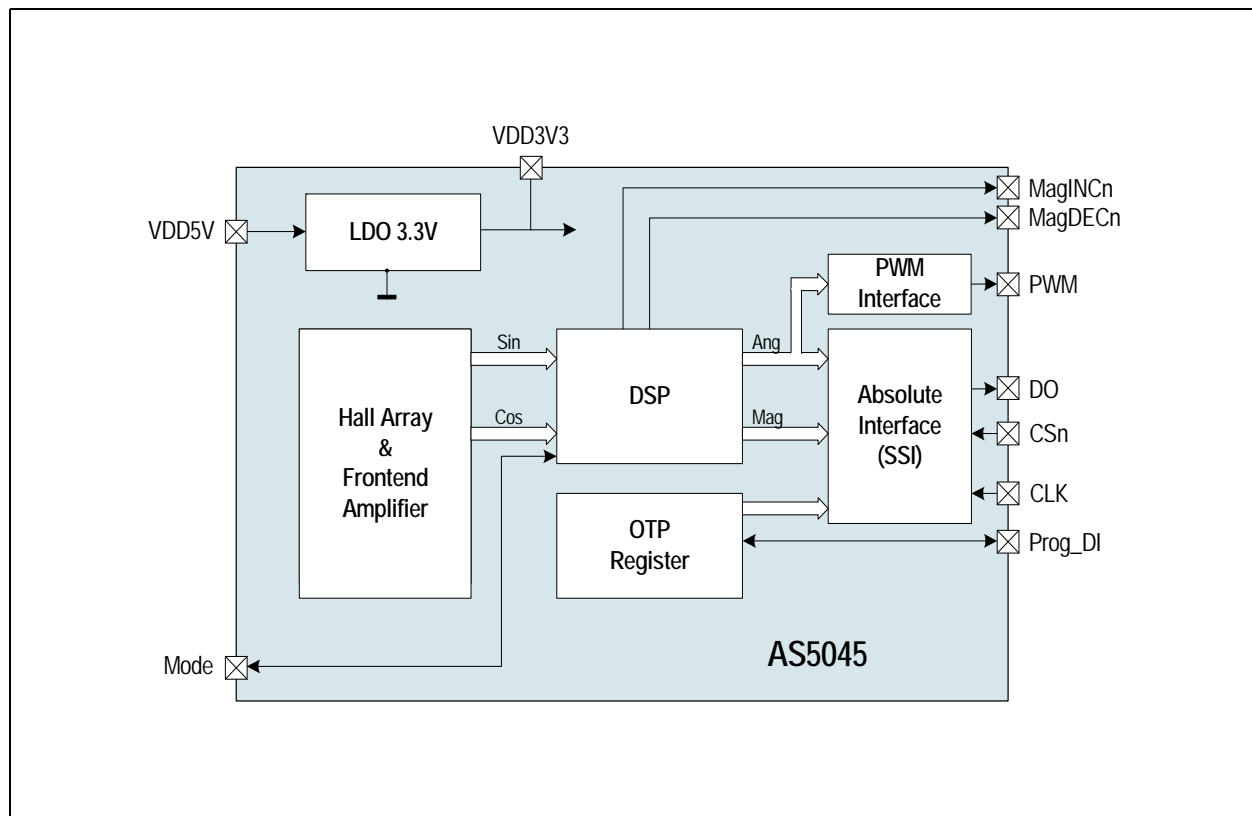 VDD3V3
MagINCn
MagDECn
VDD5V
LDO 3.3V
PWM
Interface
PWM
Sin
Ang
Hall Array
&
Frontend
Amplifier
DSP
Absolute
Interface
(SSI)
DO
Cos
Mag
CSn
CLK
OTP
Register
Prog_DI
Mode
AS5045